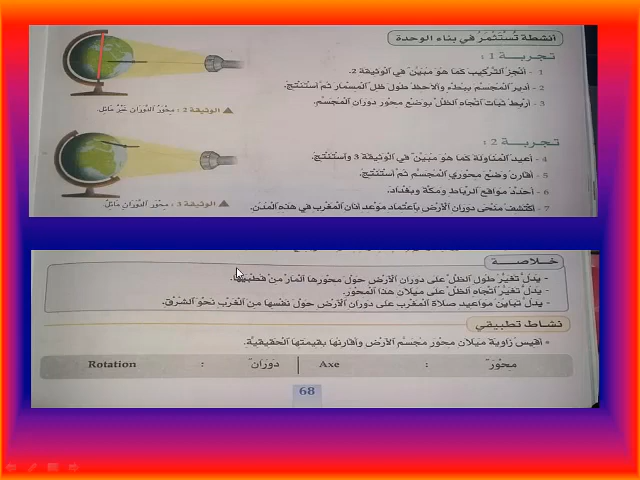 أنشطة تُستثمر في بناء الوحدة
تجربة 1 :
1 - أنجز التركيب كما هو مبين في الوثيقة 2.
2 - أدير المجسم ببطء وألاحظ طول ظل المسمار ثم أستنتج.
3 - أربط ثبات اتجاه الظل بوضع محور دوران المجسم.
الوثيقة 2 : محور الدوران غير مائل.
تجربة 2 :
4 - أعيد المناولة كما هو مبين في الوثيقة 3 وأستنتج.
5 - أقارن وضع محوري المجسم ثم أستنتج.
6 - أحدد مواقع الرباط ومكة وبغداد.
7 - أكتشف منحى دوران الأرض باعتماد موعد أذان المغرب في هذه المدن.
الوثيقة 3 : محور الدوران مائل.
خلاصة
- يدل تغير طول الظل على دوران الأرض حول محورها المار من قطبيها.
- يدل تغير اتجاه الظل على ميلان هذا المحور.
- يدل تباين مواعيد صلاة المغرب على دوران الأرض حول نفسها من الغرب نحو الشرق.
نشاط تطبيقي
• أقيس زاوية ميلان محور مجسم الأرض وأقارنها بقيمتها الحقيقية.
محور : Axe | دوران : Rotation
68